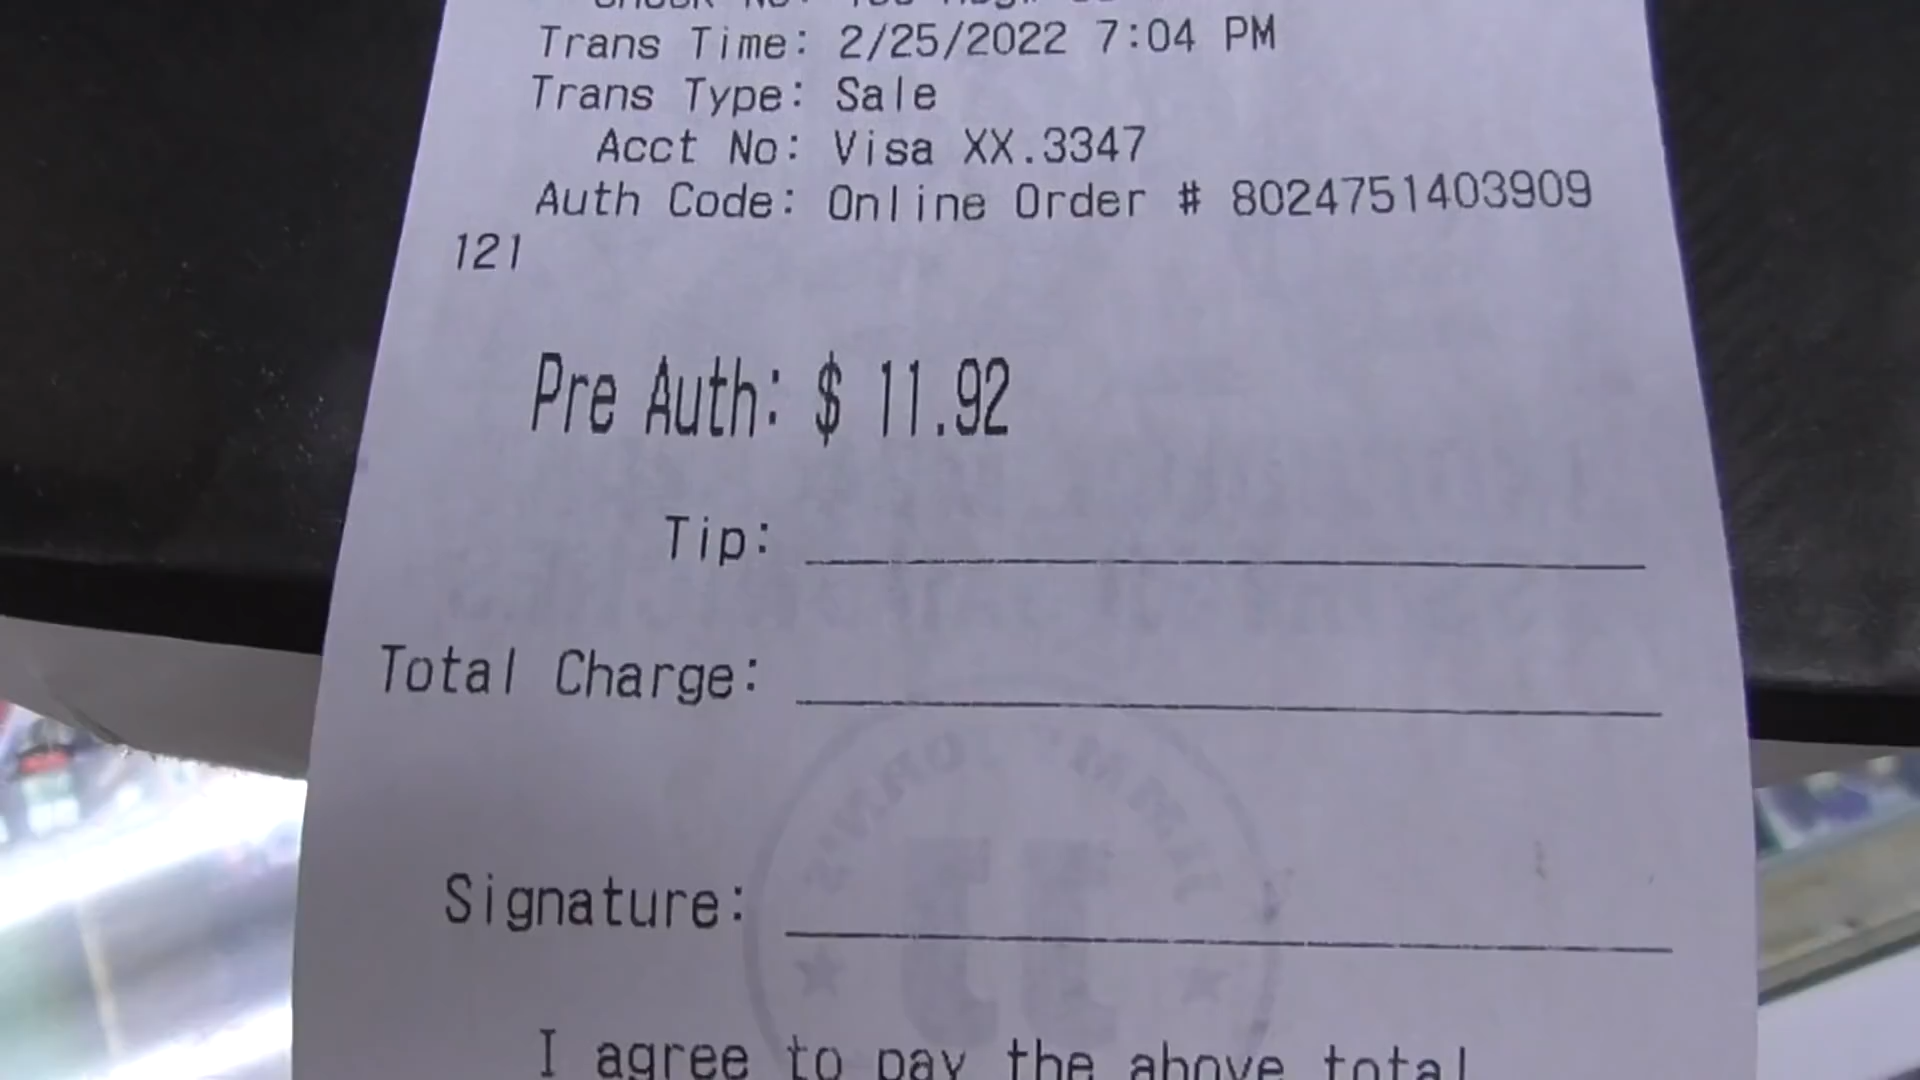 Trans Time: 2/25/2022 7:04 PM
Trans Type: Sale
Acct No: Visa XX.3347
Auth Code: Online Order # 8024751403909
121
Pre Auth: $ 11.92
Tip:
Total Charge:
Signature:
I agree to pay the above total